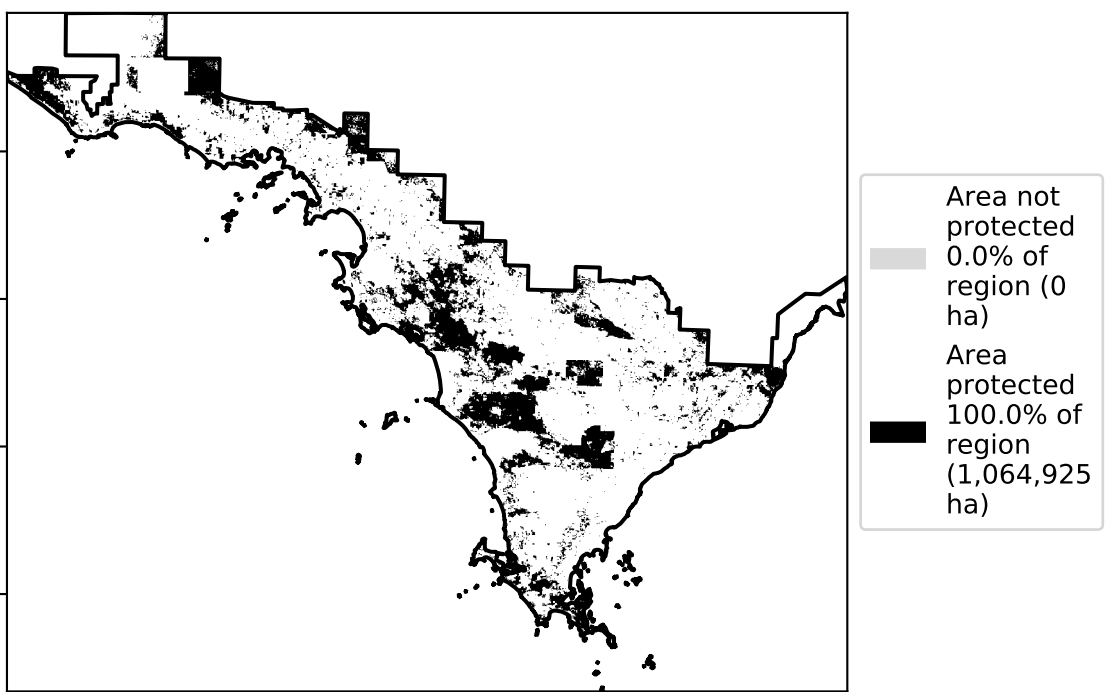 Area not
protected
0.0% of
region (0
ha)
Area
protected
100.0% of
region
(1,064,925
ha)